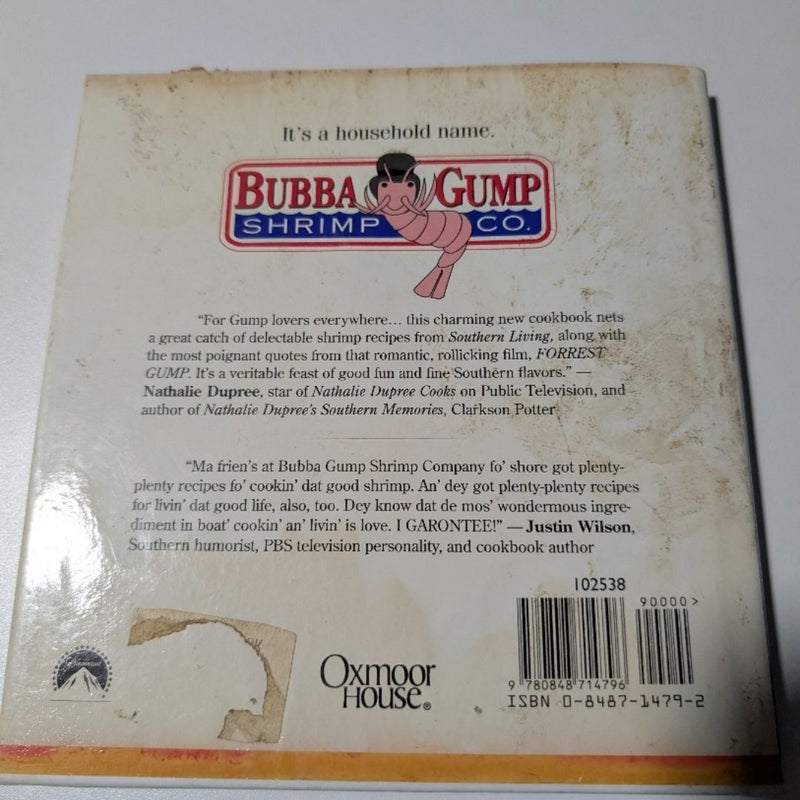 It's a household name.
BUBBA GUMP
SHRIMP CO.
"For Gump lovers everywhere... this charming new cookbook nets
a great catch of delectable shrimp recipes from Southern Living, along with
the most poignant quotes from that romantic, rollicking film, FORREST
GUMP. It's a veritable feast of good fun and fine Southern flavors." —
Nathalie Dupree, star of Nathalie Dupree Cooks on Public Television, and
author of Nathalie Dupree's Southern Memories, Clarkson Potter
"Ma frien's at Bubba Gump Shrimp Company fo' shore got plenty-
plenty recipes fo' cookin' dat good shrimp. An' dey got plenty-plenty recipes
for livin' dat good life, also, too. Dey know dat de mos' wondermous ingre-
diment in boat' cookin' an' livin' is love. I GARONTEE!" — Justin Wilson,
Southern humorist, PBS television personality, and cookbook author
102538
90000>
Paramount
Oxmoor
House®
9 780848 714796
ISBN 0-8487-1479-2